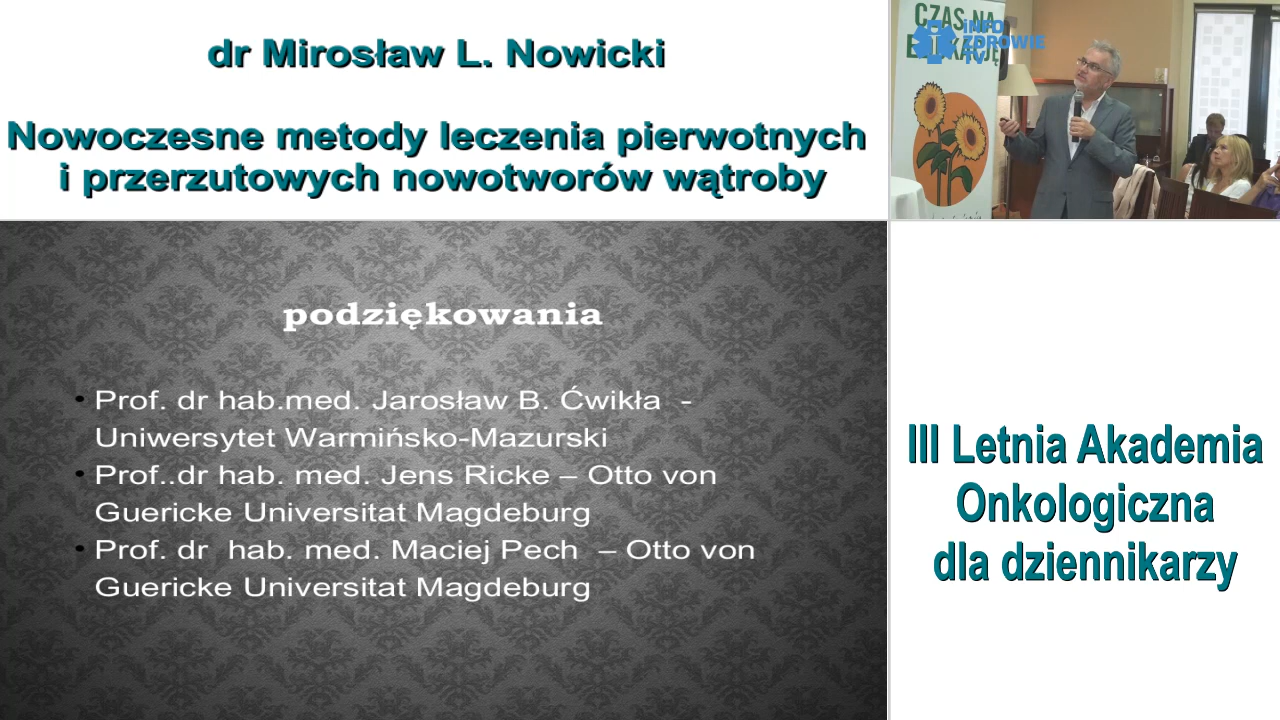 dr Mirosław L. Nowicki
Nowoczesne metody leczenia pierwotnych
i przerzutowych nowotworów wątroby
CZAS NA
EDUKACJĘ
iNFO
ZDROWIE
TV
podziękowania
• Prof. dr hab.med. Jarosław B. Ćwikła -
Uniwersytet Warmińsko-Mazurski
• Prof..dr hab. med. Jens Ricke – Otto von
Guericke Universitat Magdeburg
• Prof. dr hab. med. Maciej Pech – Otto von
Guericke Universitat Magdeburg
III Letnia Akademia
Onkologiczna
dla dziennikarzy